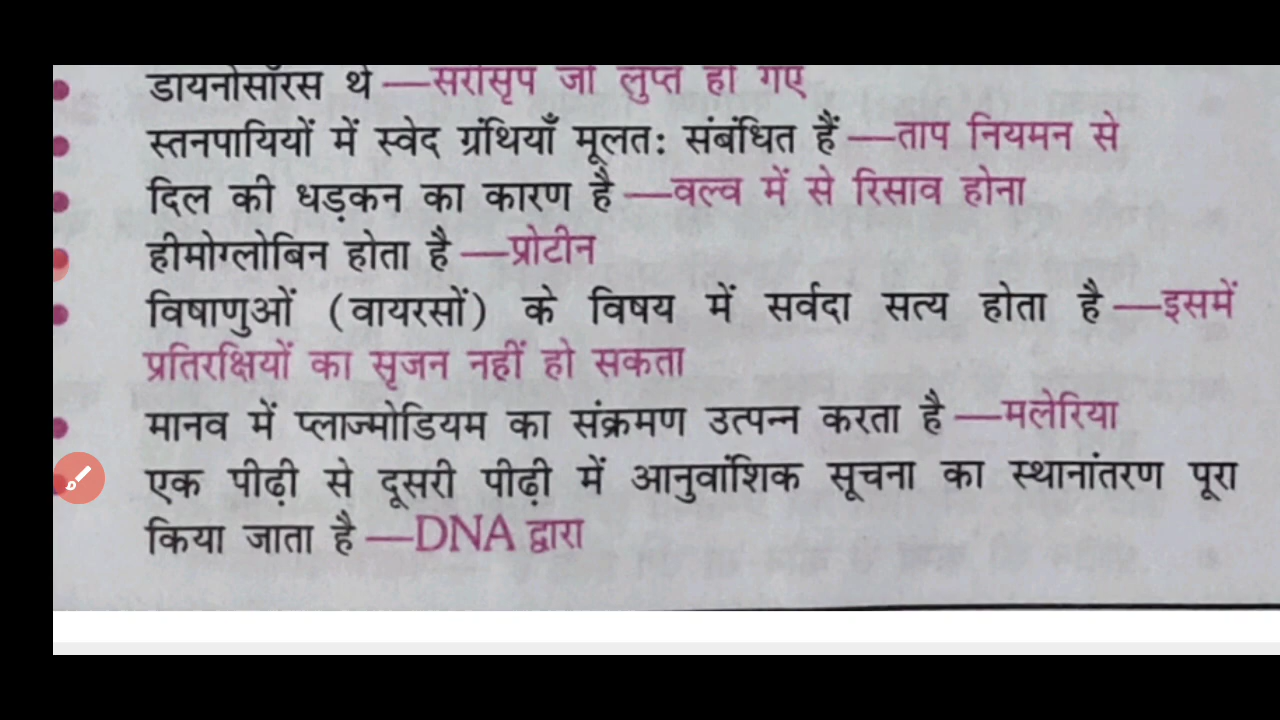 डायनोसॉरस थे —सरीसृप जो लुप्त हो गए
स्तनपायियों में स्वेद ग्रंथियाँ मूलतः संबंधित हैं —ताप नियमन से
दिल की धड़कन का कारण है —वल्व में से रिसाव होना
हीमोग्लोबिन होता है —प्रोटीन
विषाणुओं (वायरसों) के विषय में सर्वदा सत्य होता है —इसमें
प्रतिरक्षियों का सृजन नहीं हो सकता
मानव में प्लाज्मोडियम का संक्रमण उत्पन्न करता है —मलेरिया
एक पीढ़ी से दूसरी पीढ़ी में आनुवांशिक सूचना का स्थानांतरण पूरा
किया जाता है —DNA द्वारा